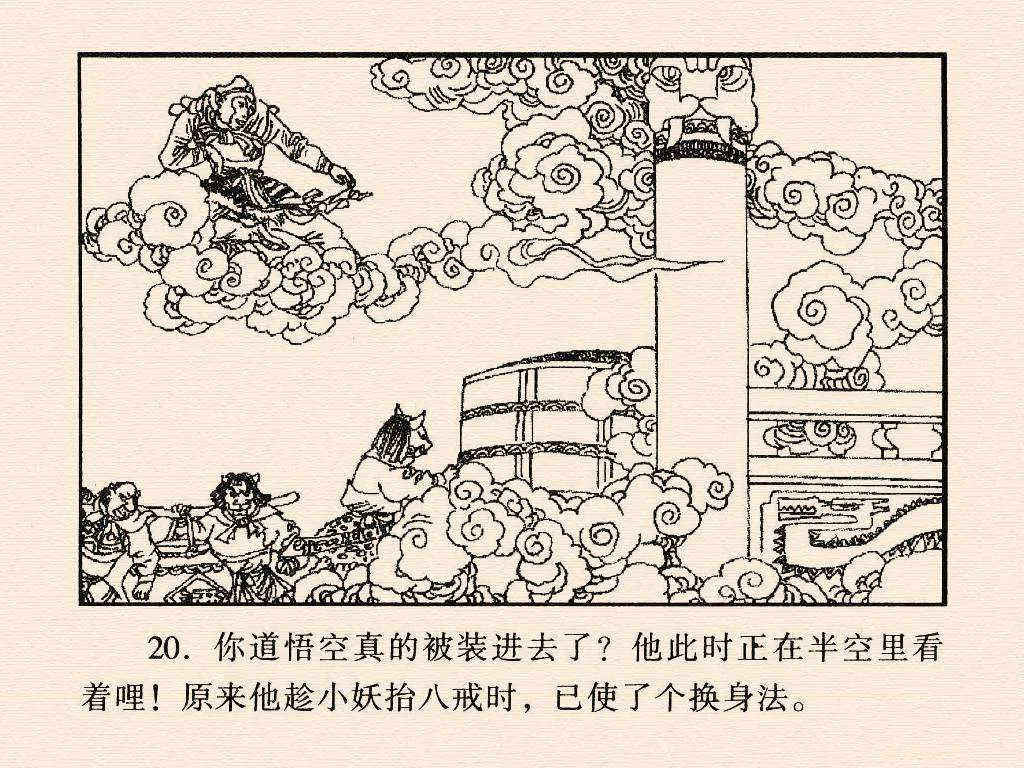 20. 你道悟空真的被装进去了？他此时正在半空里看
着哩！原来他趁小妖抬八戒时，已使了个换身法。